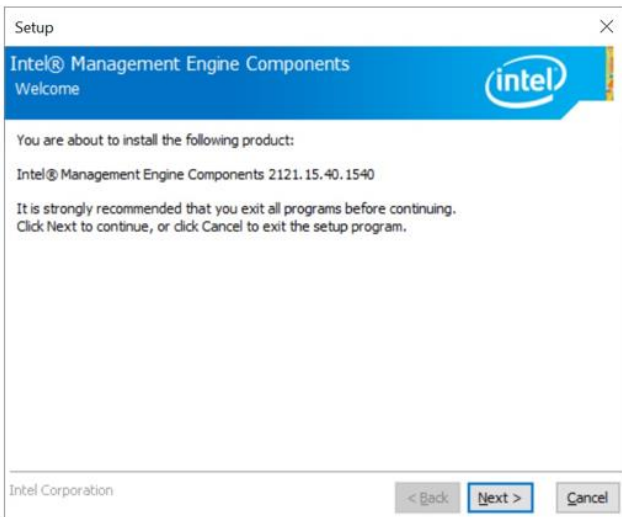 Setup
Intel® Management Engine Components
Welcome
intel
You are about to install the following product:
Intel® Management Engine Components 2121.15.40.1540
It is strongly recommended that you exit all programs before continuing.
Click Next to continue, or click Cancel to exit the setup program.
Intel Corporation
< Back
Next >
Cancel